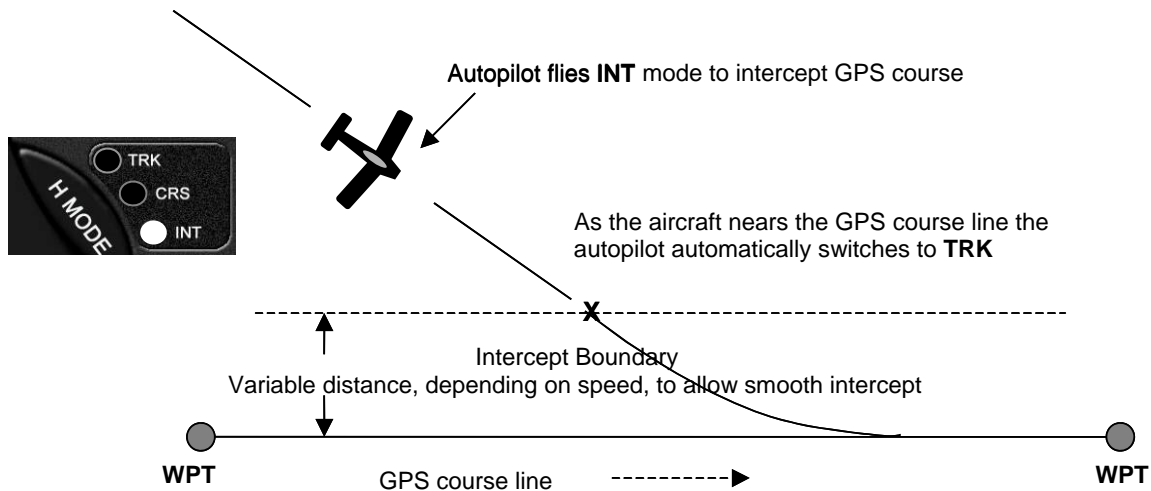 Autopilot flies INT mode to intercept GPS course
TRK
CRS
INT
H MODE
As the aircraft nears the GPS course line the
autopilot automatically switches to TRK
X
Intercept Boundary
Variable distance, depending on speed, to allow smooth intercept
WPT
GPS course line
WPT